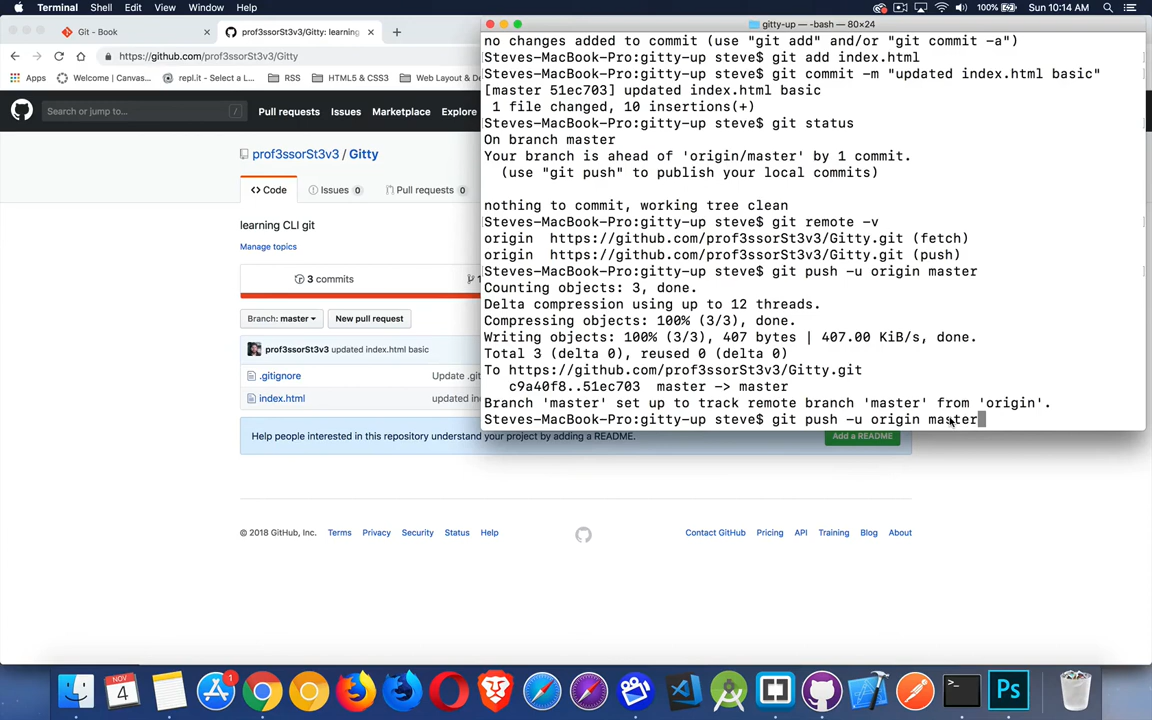 Terminal Shell Edit View Window Help
100% Sun 10:14 AM
Git - Book
prof3ssorSt3v3/Gitty: learning
https://github.com/prof3ssorSt3v3/Gitty
Apps Welcome Canvas... repl.it - Select a L... RSS HTML5 & CSS3 Web Layout & De
Search or jump to... / Pull requests Issues Marketplace Explore
prof3ssorSt3v3 / Gitty
Code Issues 0 Pull requests 0
learning CLI git
Manage topics
3 commits 1
Branch: master New pull request
prof3ssorSt3v3 updated index.html basic
.gitignore Update .git
index.html updated ind
Help people interested in this repository understand your project by adding a README. Add a README
© 2018 GitHub, Inc. Terms Privacy Security Status Help
Contact GitHub Pricing API Training Blog About
gitty-up — -bash — 80×24
no changes added to commit (use "git add" and/or "git commit -a")
Steves-MacBook-Pro:gitty-up steve$ git add index.html
Steves-MacBook-Pro:gitty-up steve$ git commit -m "updated index.html basic"
[master 51ec703] updated index.html basic
1 file changed, 10 insertions(+)
Steves-MacBook-Pro:gitty-up steve$ git status
On branch master
Your branch is ahead of 'origin/master' by 1 commit.
(use "git push" to publish your local commits)
nothing to commit, working tree clean
Steves-MacBook-Pro:gitty-up steve$ git remote -v
origin https://github.com/prof3ssorSt3v3/Gitty.git (fetch)
origin https://github.com/prof3ssorSt3v3/Gitty.git (push)
Steves-MacBook-Pro:gitty-up steve$ git push -u origin master
Counting objects: 3, done.
Delta compression using up to 12 threads.
Compressing objects: 100% (3/3), done.
Writing objects: 100% (3/3), 407 bytes | 407.00 KiB/s, done.
Total 3 (delta 0), reused 0 (delta 0)
To https://github.com/prof3ssorSt3v3/Gitty.git
c9a40f8..51ec703 master -> master
Branch 'master' set up to track remote branch 'master' from 'origin'.
Steves-MacBook-Pro:gitty-up steve$ git push -u origin master
NOV
4
1
Ps